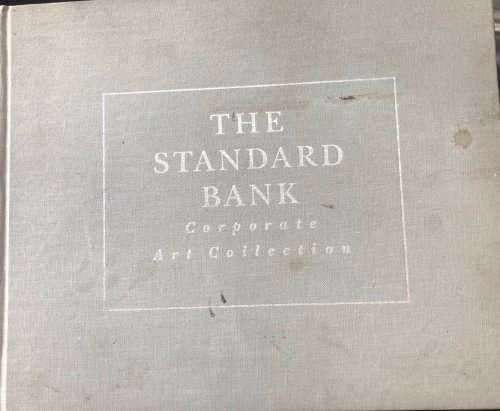 THE
STANDARD
BANK
Corporate
Art Collection